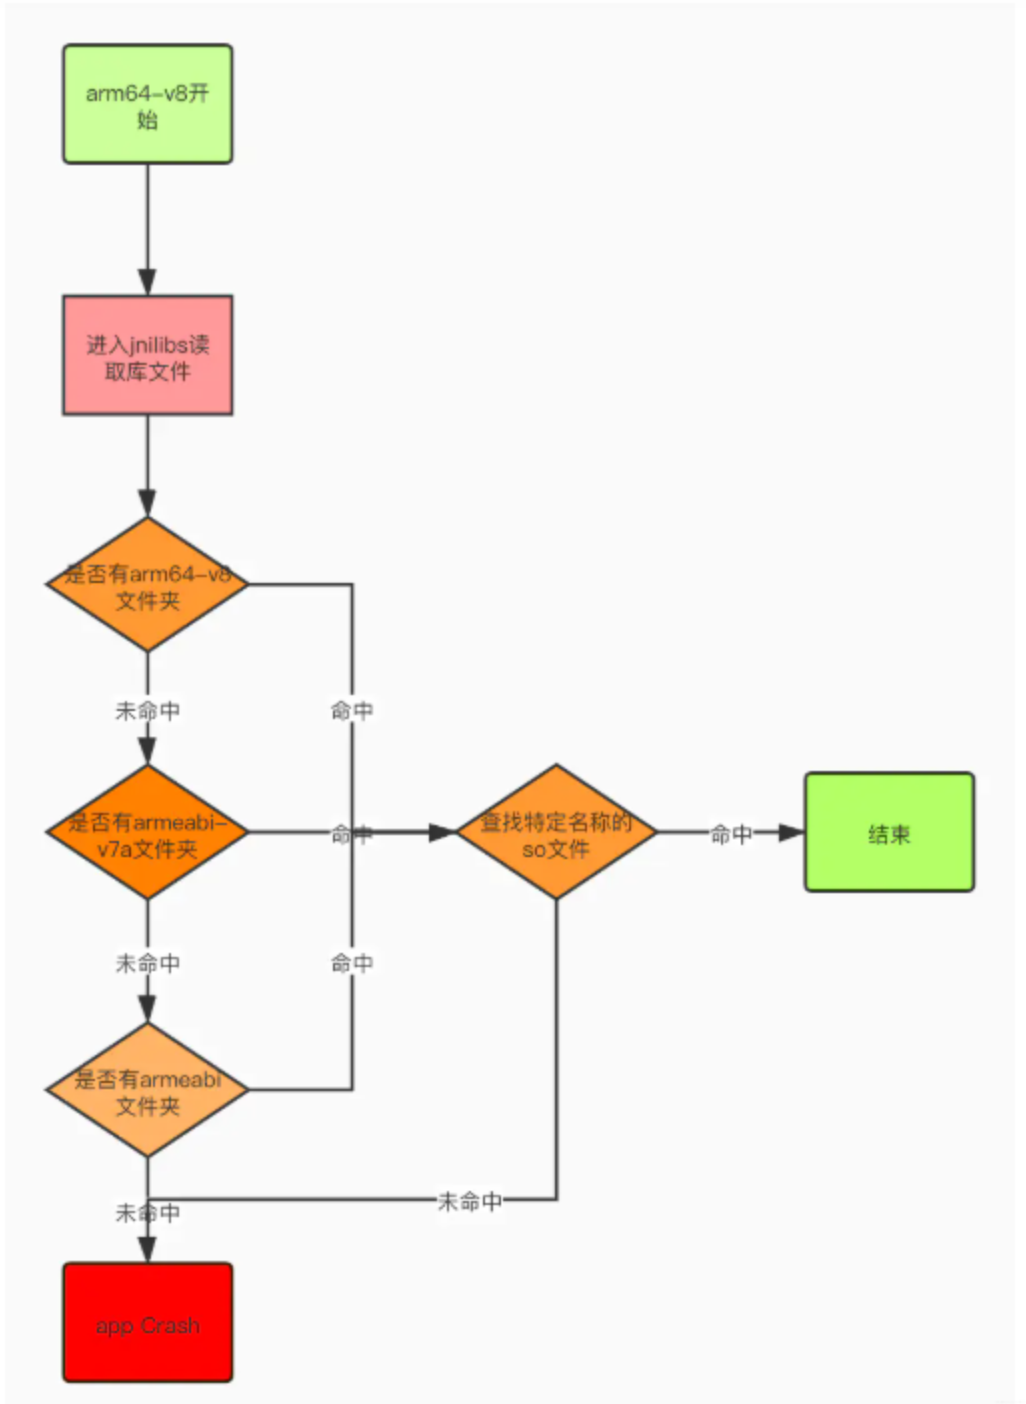 arm64-v8开
始
进入jnilibs读
取库文件
是否有arm64-v8
文件夹
未命中
命中
是否有armeabi-
v7a文件夹
命中
查找特定名称的
so文件
命中
结束
未命中
命中
是否有armeabi
文件夹
未命中
未命中
app Crash